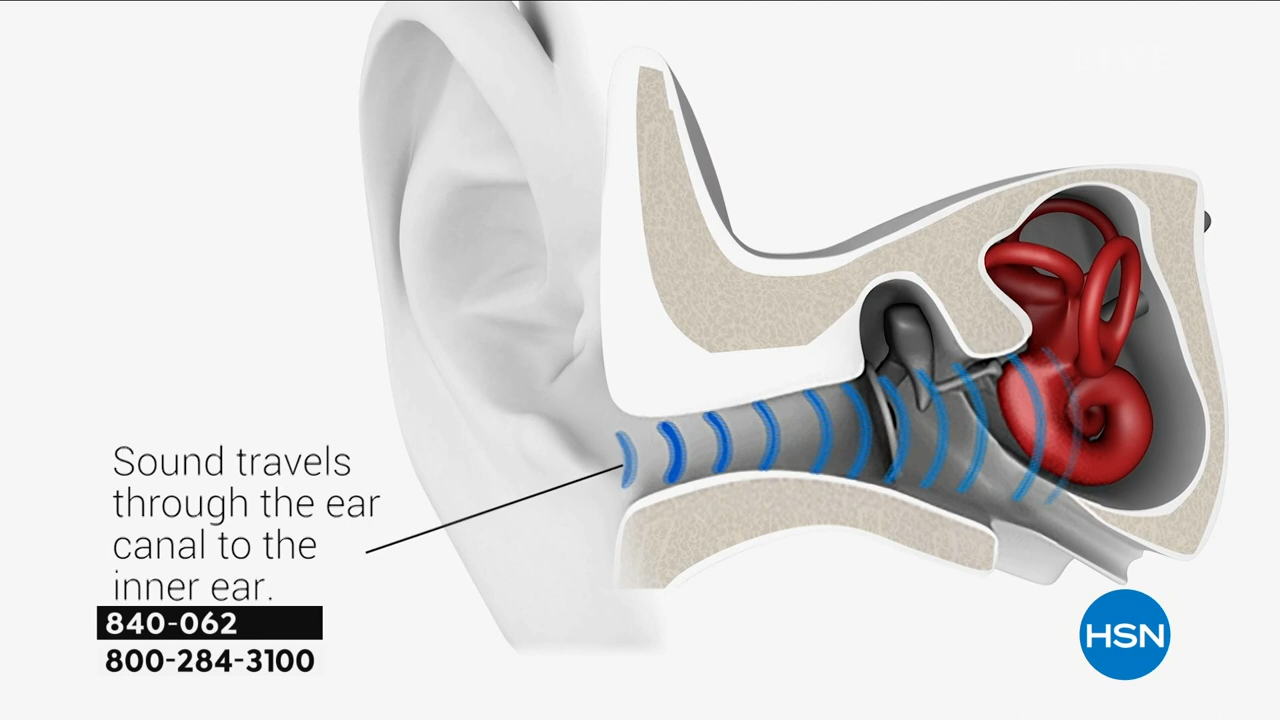 Sound travels
through the ear
canal to the
inner ear.
840-062
800-284-3100
HSN